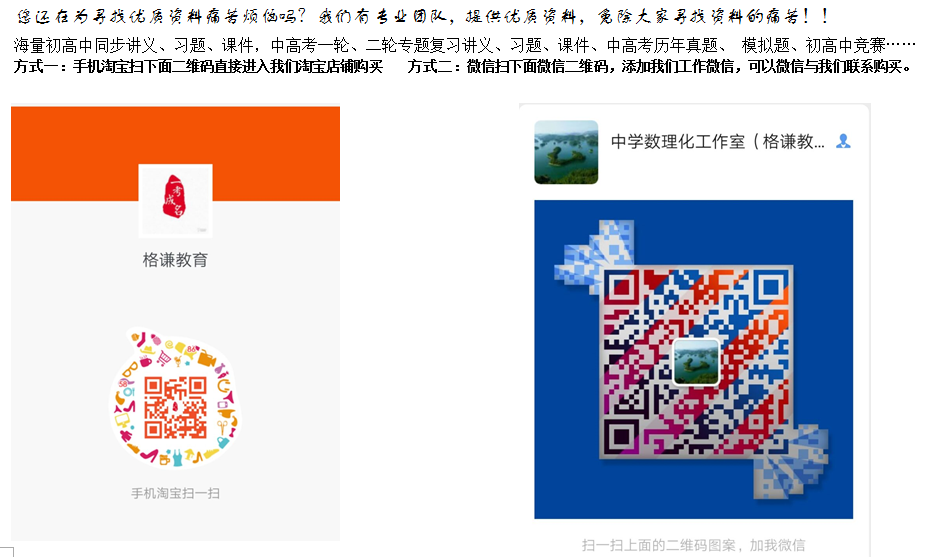 您还在为寻找优质资料痛苦烦恼吗？我们有专业团队，提供优质资料，免除大家寻找资料的痛苦！！
海量初高中同步讲义、习题、课件，中高考一轮、二轮专题复习讲义、习题、课件、中高考历年真题、 模拟题、初高中竞赛……
方式一：手机淘宝扫下面二维码直接进入我们淘宝店铺购买 方式二：微信扫下面微信二维码，添加我们工作微信，可以微信与我们联系购买。
一考成名
格谦教育
手机淘宝扫一扫
中学数理化工作室（格谦教...
扫一扫上面的二维码图案，加我微信